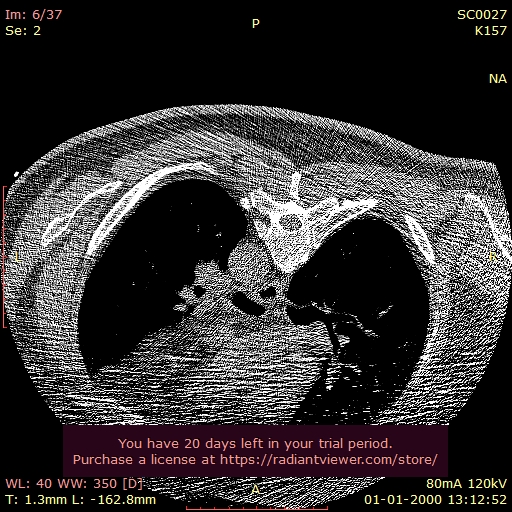 Im: 6/37
Se: 2
P
SC0027
K157
NA
You have 20 days left in your trial period.
Purchase a license at https://radiantviewer.com/store/
WL: 40 WW: 350 [D]
T: 1.3mm L: -162.8mm
A
80mA 120kV
01-01-2000 13:12:52